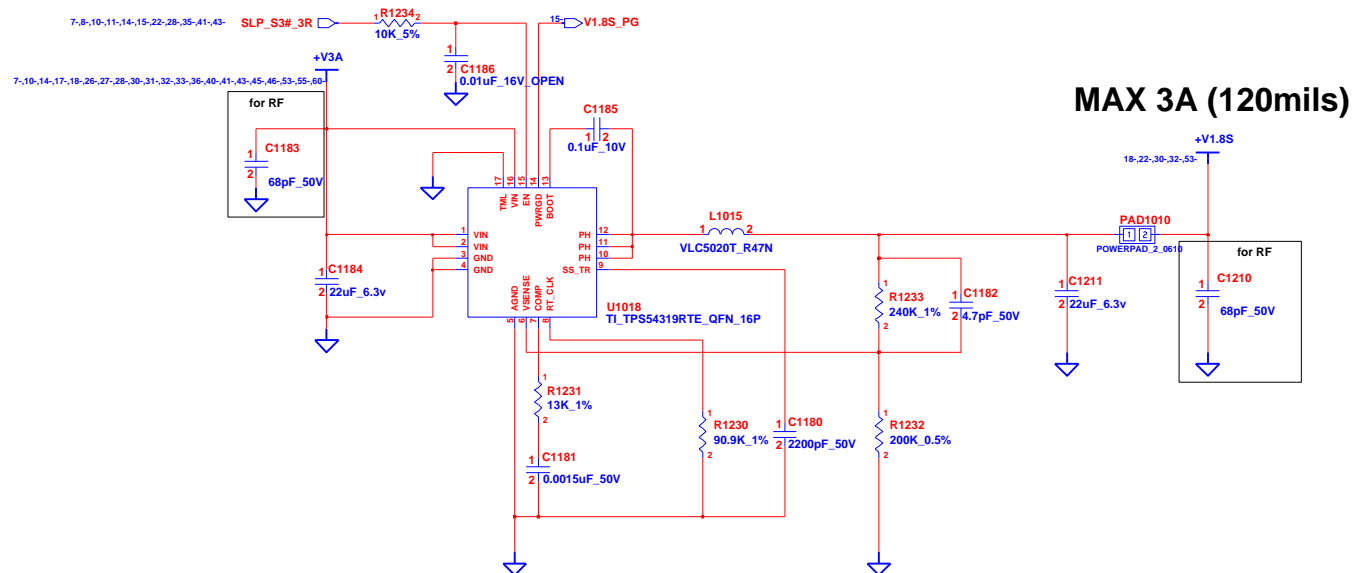 7-,8-,10-,11-,14-,15-,22-,28-,35-,41-,43-
SLP_S3#_3R
1
R1234
2
10K_5%
15-
V1.8S_PG
1
2
C1186
0.01uF_16V_OPEN
+V3A
7-,10-,14-,17-,18-,26-,27-,28-,30-,31-,32-,33-,36-,40-,41-,43-,45-,46-,53-,55-,60-
for RF
1
C1183
2
68pF_50V
C1185
1 2
0.1uF_10V
MAX 3A (120mils)
+V1.8S
18-,22-,30-,32-,53-
17 16 15 14 13
TML VIN EN PWRGD BOOT
1 VIN
2 VIN
3 GND
4 GND
PH 12
PH 11
PH 10
SS_TR 9
AGND VSENSE COMP RT_CLK
5 6 7 8
U1018
TI_TPS54319RTE_QFN_16P
1
C1184
2
22uF_6.3v
L1015
1 2
VLC5020T_R47N
PAD1010
1 2
POWERPAD_2_0610
for RF
1
R1233
240K_1%
2
1
C1182
2
4.7pF_50V
1
C1211
2
22uF_6.3v
1
C1210
2
68pF_50V
1
R1231
13K_1%
2
1
C1181
2
0.0015uF_50V
1
R1230
90.9K_1%
2
1
C1180
2
2200pF_50V
1
R1232
200K_0.5%
2